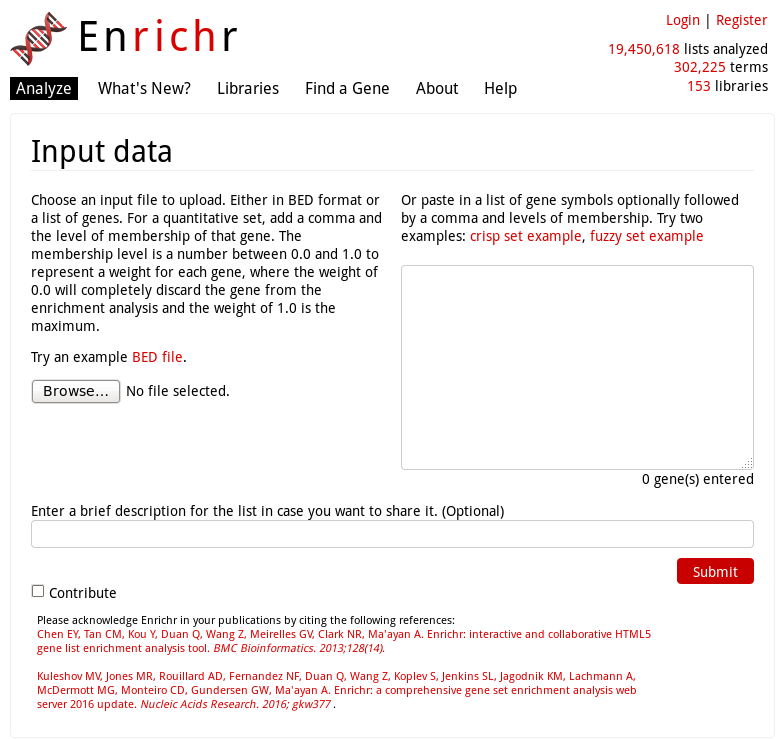 Enrichr
Login | Register
19,450,618 lists analyzed
302,225 terms
153 libraries
Analyze What's New? Libraries Find a Gene About Help
Input data
Choose an input file to upload. Either in BED format or
a list of genes. For a quantitative set, add a comma and
the level of membership of that gene. The
membership level is a number between 0.0 and 1.0 to
represent a weight for each gene, where the weight of
0.0 will completely discard the gene from the
enrichment analysis and the weight of 1.0 is the
maximum.
Try an example BED file.
Browse... No file selected.
Or paste in a list of gene symbols optionally followed
by a comma and levels of membership. Try two
examples: crisp set example, fuzzy set example
0 gene(s) entered
Enter a brief description for the list in case you want to share it. (Optional)
Submit
Contribute
Please acknowledge Enrichr in your publications by citing the following references:
Chen EY, Tan CM, Kou Y, Duan Q, Wang Z, Meirelles GV, Clark NR, Ma'ayan A. Enrichr: interactive and collaborative HTML5
gene list enrichment analysis tool. BMC Bioinformatics. 2013;128(14).
Kuleshov MV, Jones MR, Rouillard AD, Fernandez NF, Duan Q, Wang Z, Koplev S, Jenkins SL, Jagodnik KM, Lachmann A,
McDermott MG, Monteiro CD, Gundersen GW, Ma'ayan A. Enrichr: a comprehensive gene set enrichment analysis web
server 2016 update. Nucleic Acids Research. 2016; gkw377 .